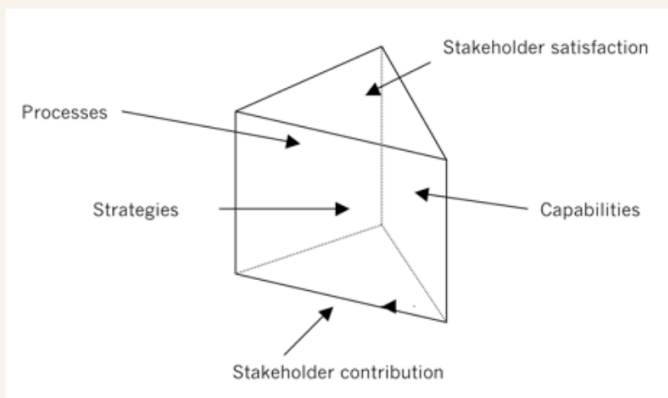 Stakeholder satisfaction
Processes
Strategies
Capabilities
Stakeholder contribution